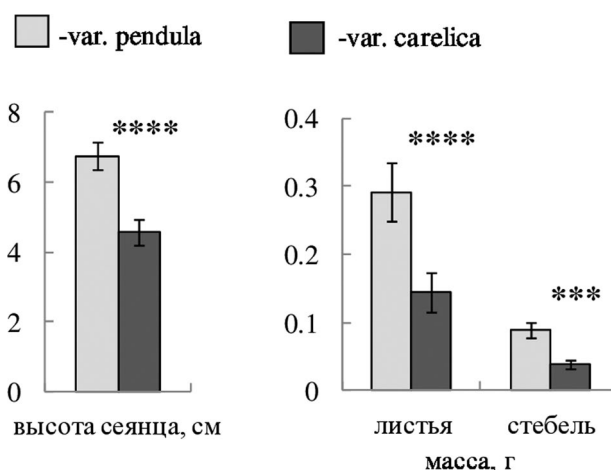 -var. pendula
-var. carelica
8
6
4
2
0
****
высота сеянца, см
0.4
0.3
0.2
0.1
0
****
***
листья
стебель
масса, г